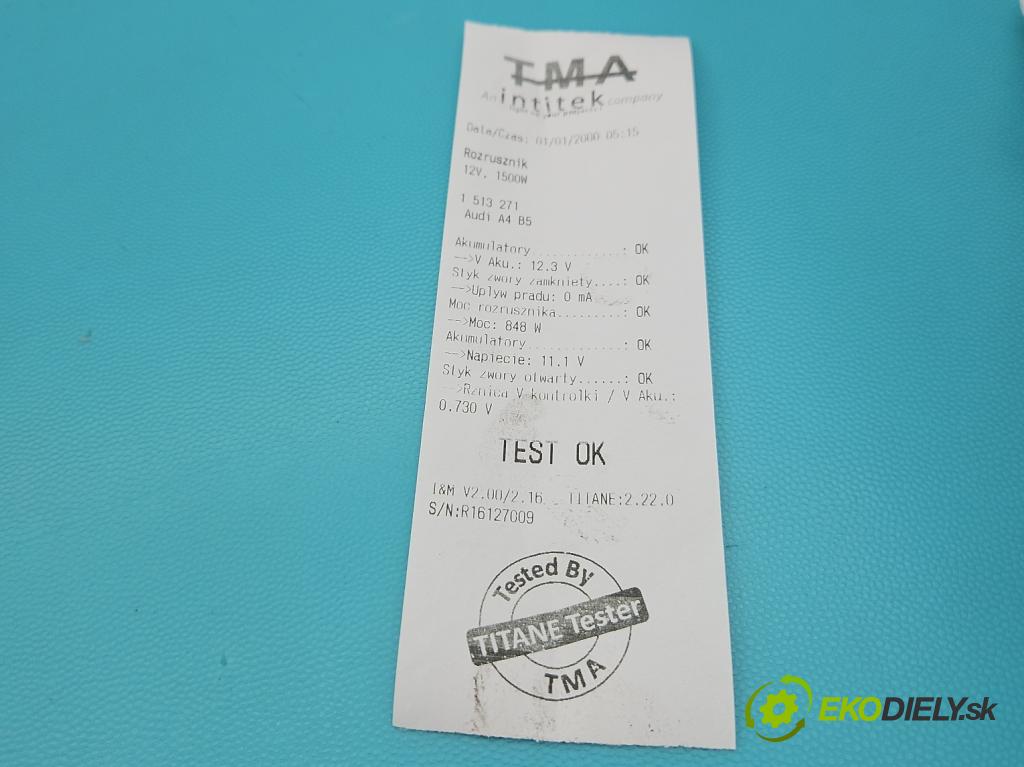 TMA
An intitek company
Date/Czas: 01/01/2000 05:15
Rozrusznik
12V, 1500W
1 513 271
Audi A4 B5
Akumulatory............: OK
-->V Aku.: 12.3 V
Styk zwory zamkniety....: OK
-->Uplyw pradu: 0 mA
Moc rozrusznika.........: OK
-->Moc: 848 W
Akumulatory............: OK
-->Napiecie: 11.1 V
Styk zwory otwarty......: OK
-->Rznica V kontrolki / V Aku.:
0.730 V
TEST OK
I&M V2.00/2.16 TITANE:2.22.0
S/N:R16127009
Tested By
TITANE Tester
TMA
EKODIELY.sk